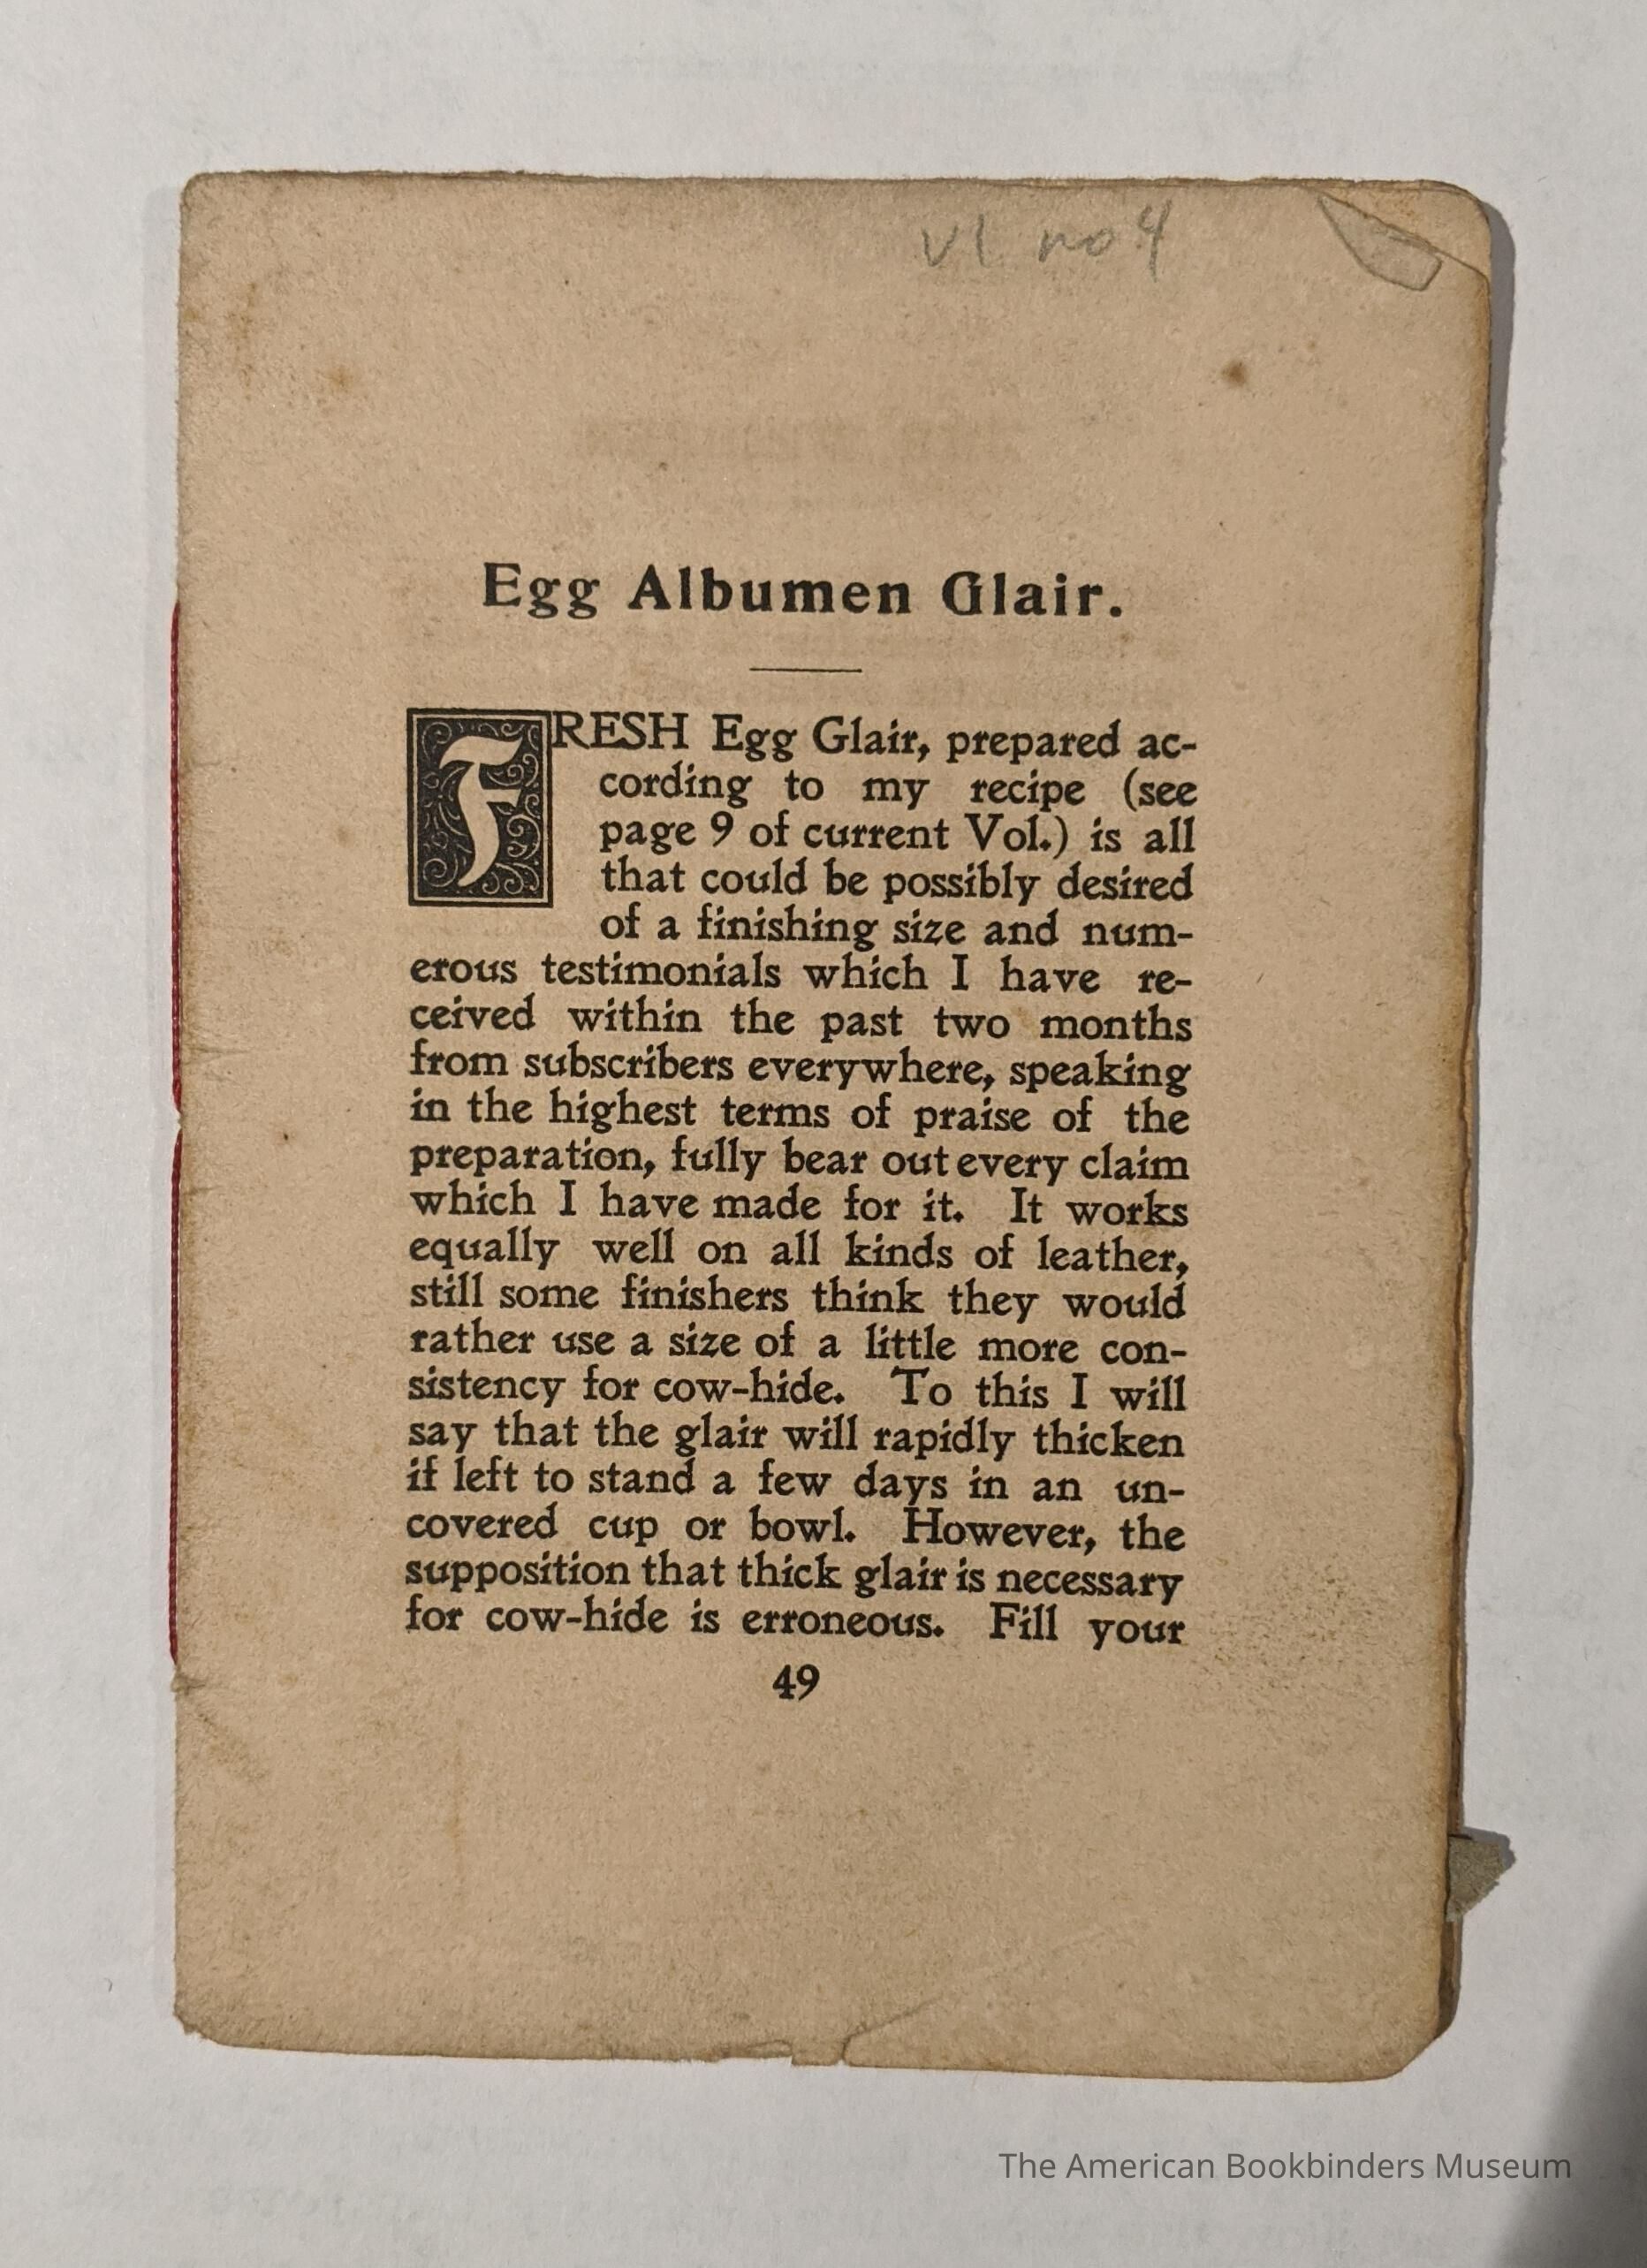 v1 no 4
Egg Albumen Glair.
FRESH Egg Glair, prepared ac-
cording to my recipe (see
page 9 of current Vol.) is all
that could be possibly desired
of a finishing size and num-
erous testimonials which I have re-
ceived within the past two months
from subscribers everywhere, speaking
in the highest terms of praise of the
preparation, fully bear out every claim
which I have made for it. It works
equally well on all kinds of leather,
still some finishers think they would
rather use a size of a little more con-
sistency for cow-hide. To this I will
say that the glair will rapidly thicken
if left to stand a few days in an un-
covered cup or bowl. However, the
supposition that thick glair is necessary
for cow-hide is erroneous. Fill your
49
The American Bookbinders Museum